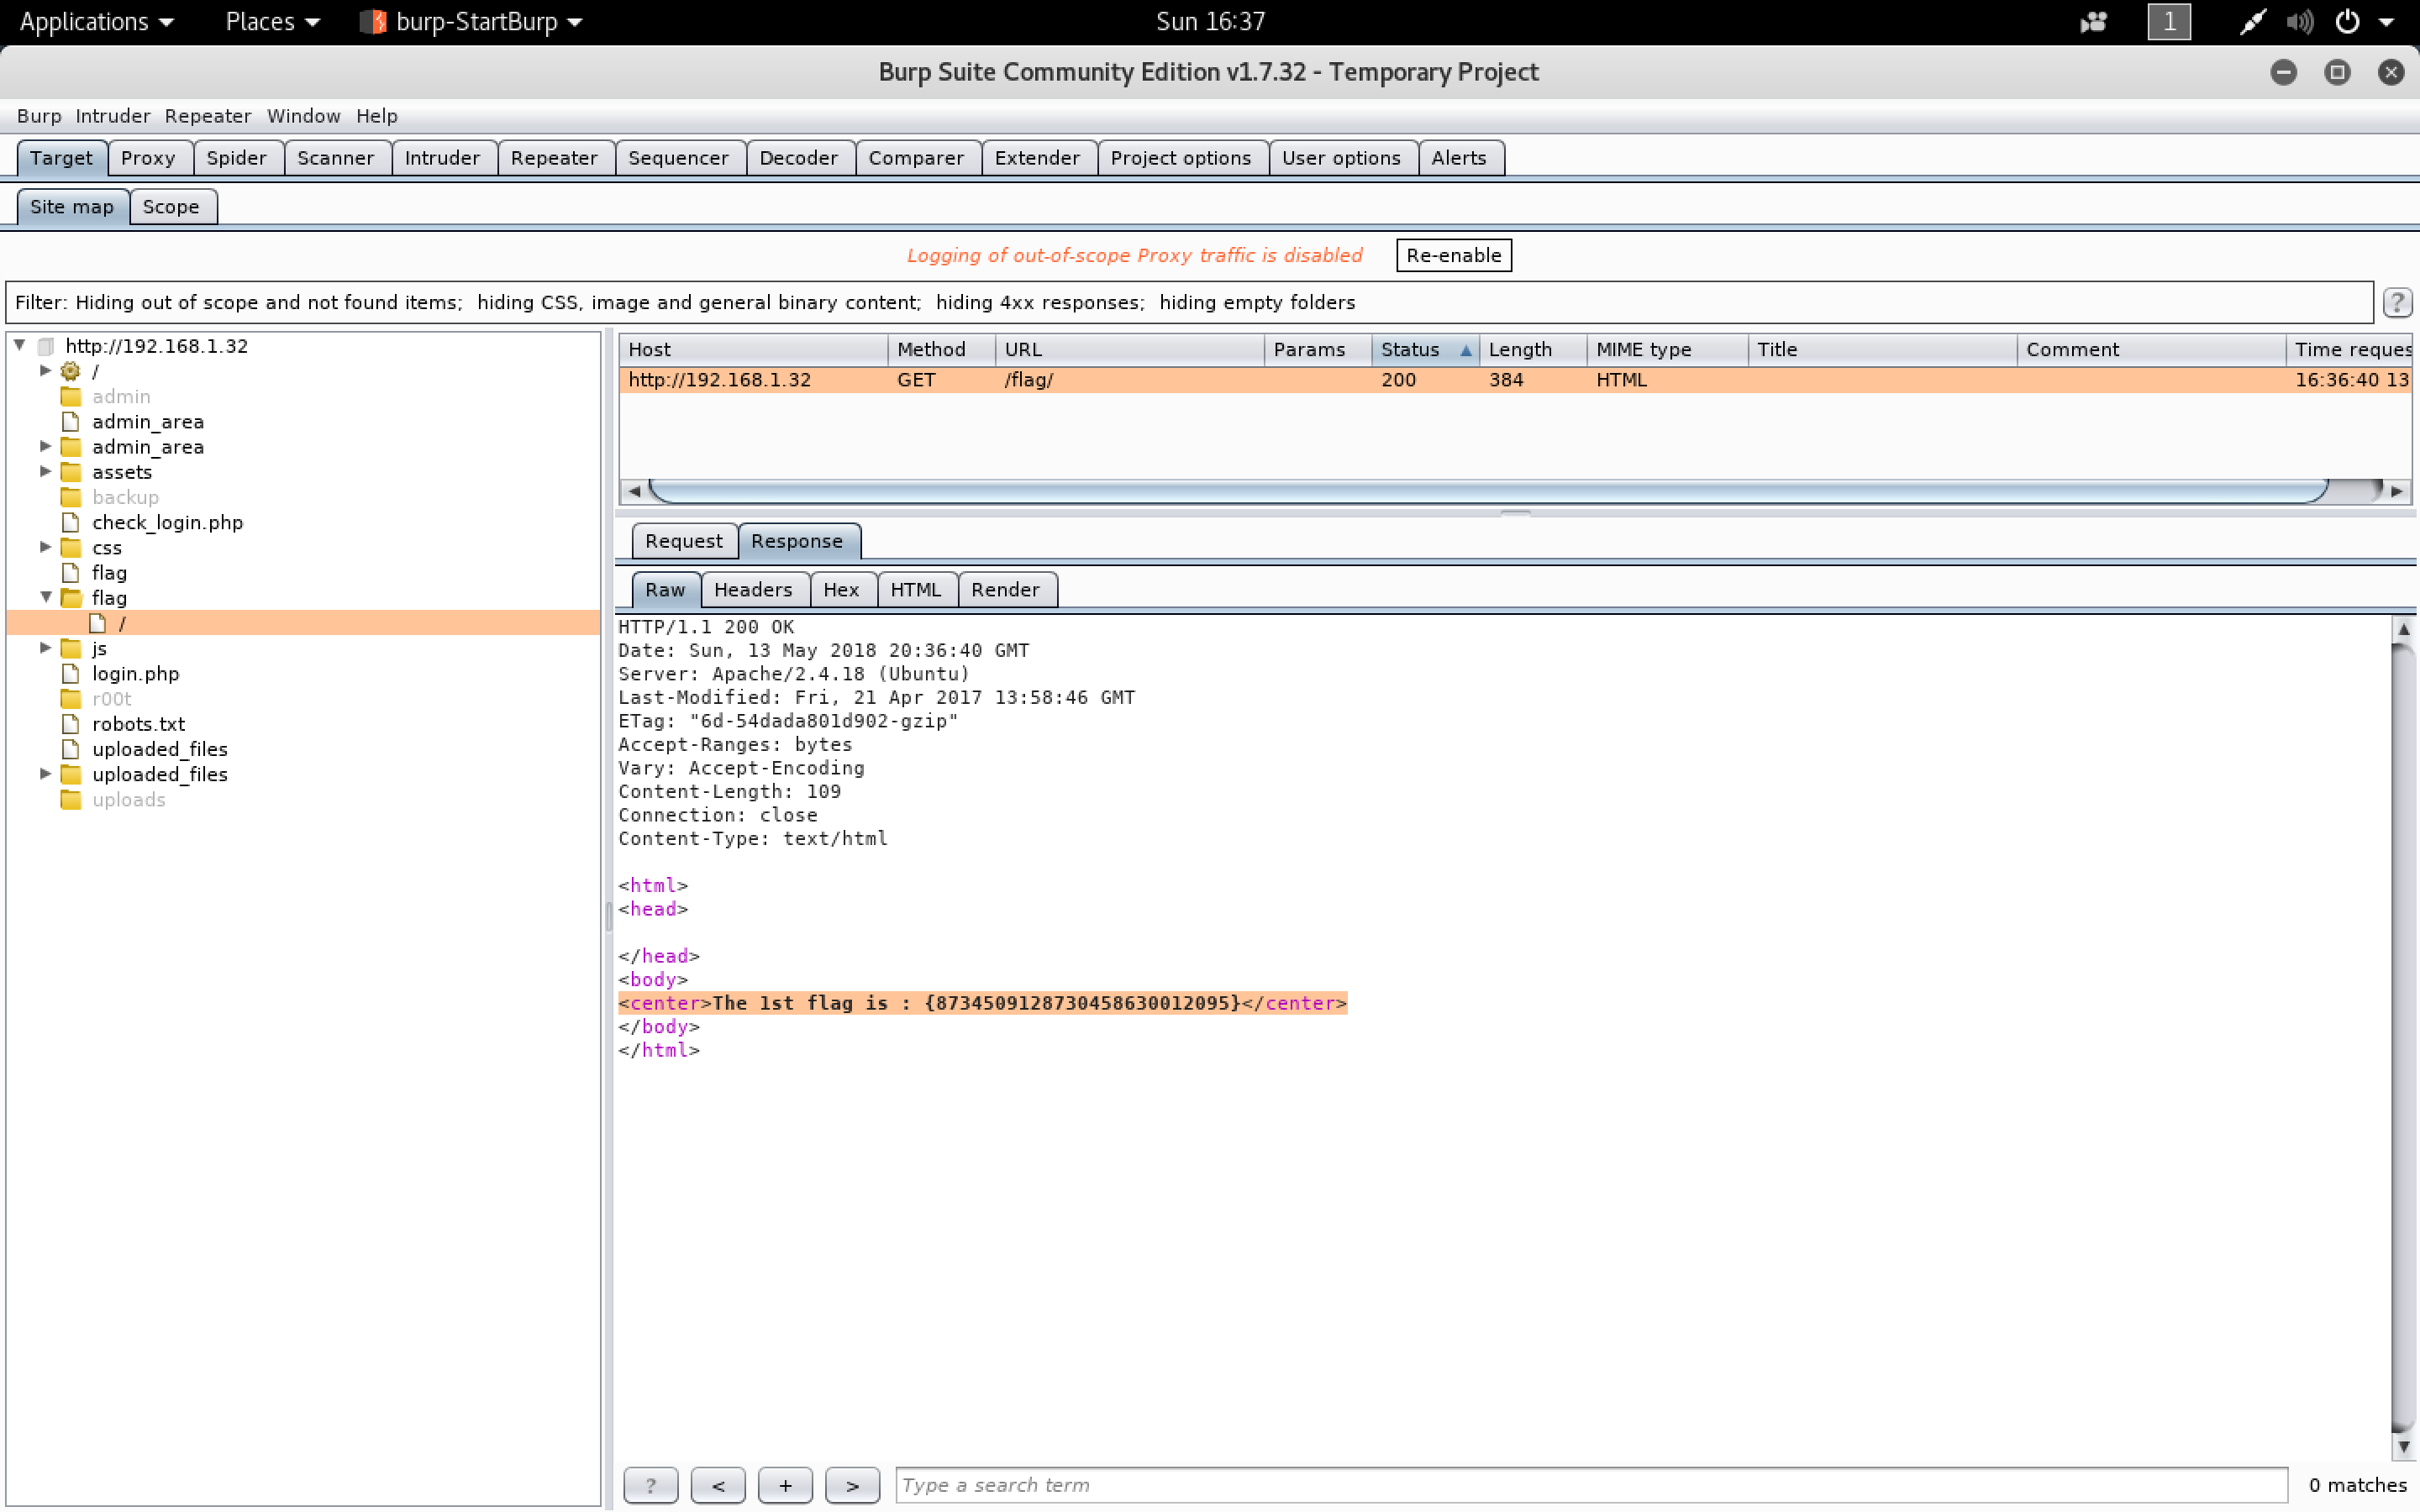 Applications Places burp-StartBurp Sun 16:37 1
Burp Suite Community Edition v1.7.32 - Temporary Project
Burp Intruder Repeater Window Help
Target Proxy Spider Scanner Intruder Repeater Sequencer Decoder Comparer Extender Project options User options Alerts
Site map Scope
Logging of out-of-scope Proxy traffic is disabled Re-enable
Filter: Hiding out of scope and not found items; hiding CSS, image and general binary content; hiding 4xx responses; hiding empty folders ?
http://192.168.1.32
/
admin
admin_area
admin_area
assets
backup
check_login.php
css
flag
flag
/
js
login.php
r00t
robots.txt
uploaded_files
uploaded_files
uploads
Host Method URL Params Status Length MIME type Title Comment Time reques
http://192.168.1.32 GET /flag/ 200 384 HTML 16:36:40 13
Request Response
Raw Headers Hex HTML Render
HTTP/1.1 200 OK
Date: Sun, 13 May 2018 20:36:40 GMT
Server: Apache/2.4.18 (Ubuntu)
Last-Modified: Fri, 21 Apr 2017 13:58:46 GMT
ETag: "6d-54dada801d902-gzip"
Accept-Ranges: bytes
Vary: Accept-Encoding
Content-Length: 109
Connection: close
Content-Type: text/html
<html>
<head>
</head>
<body>
<center>The 1st flag is : {8734509128730458630012095}</center>
</body>
</html>
? < + > Type a search term 0 matches